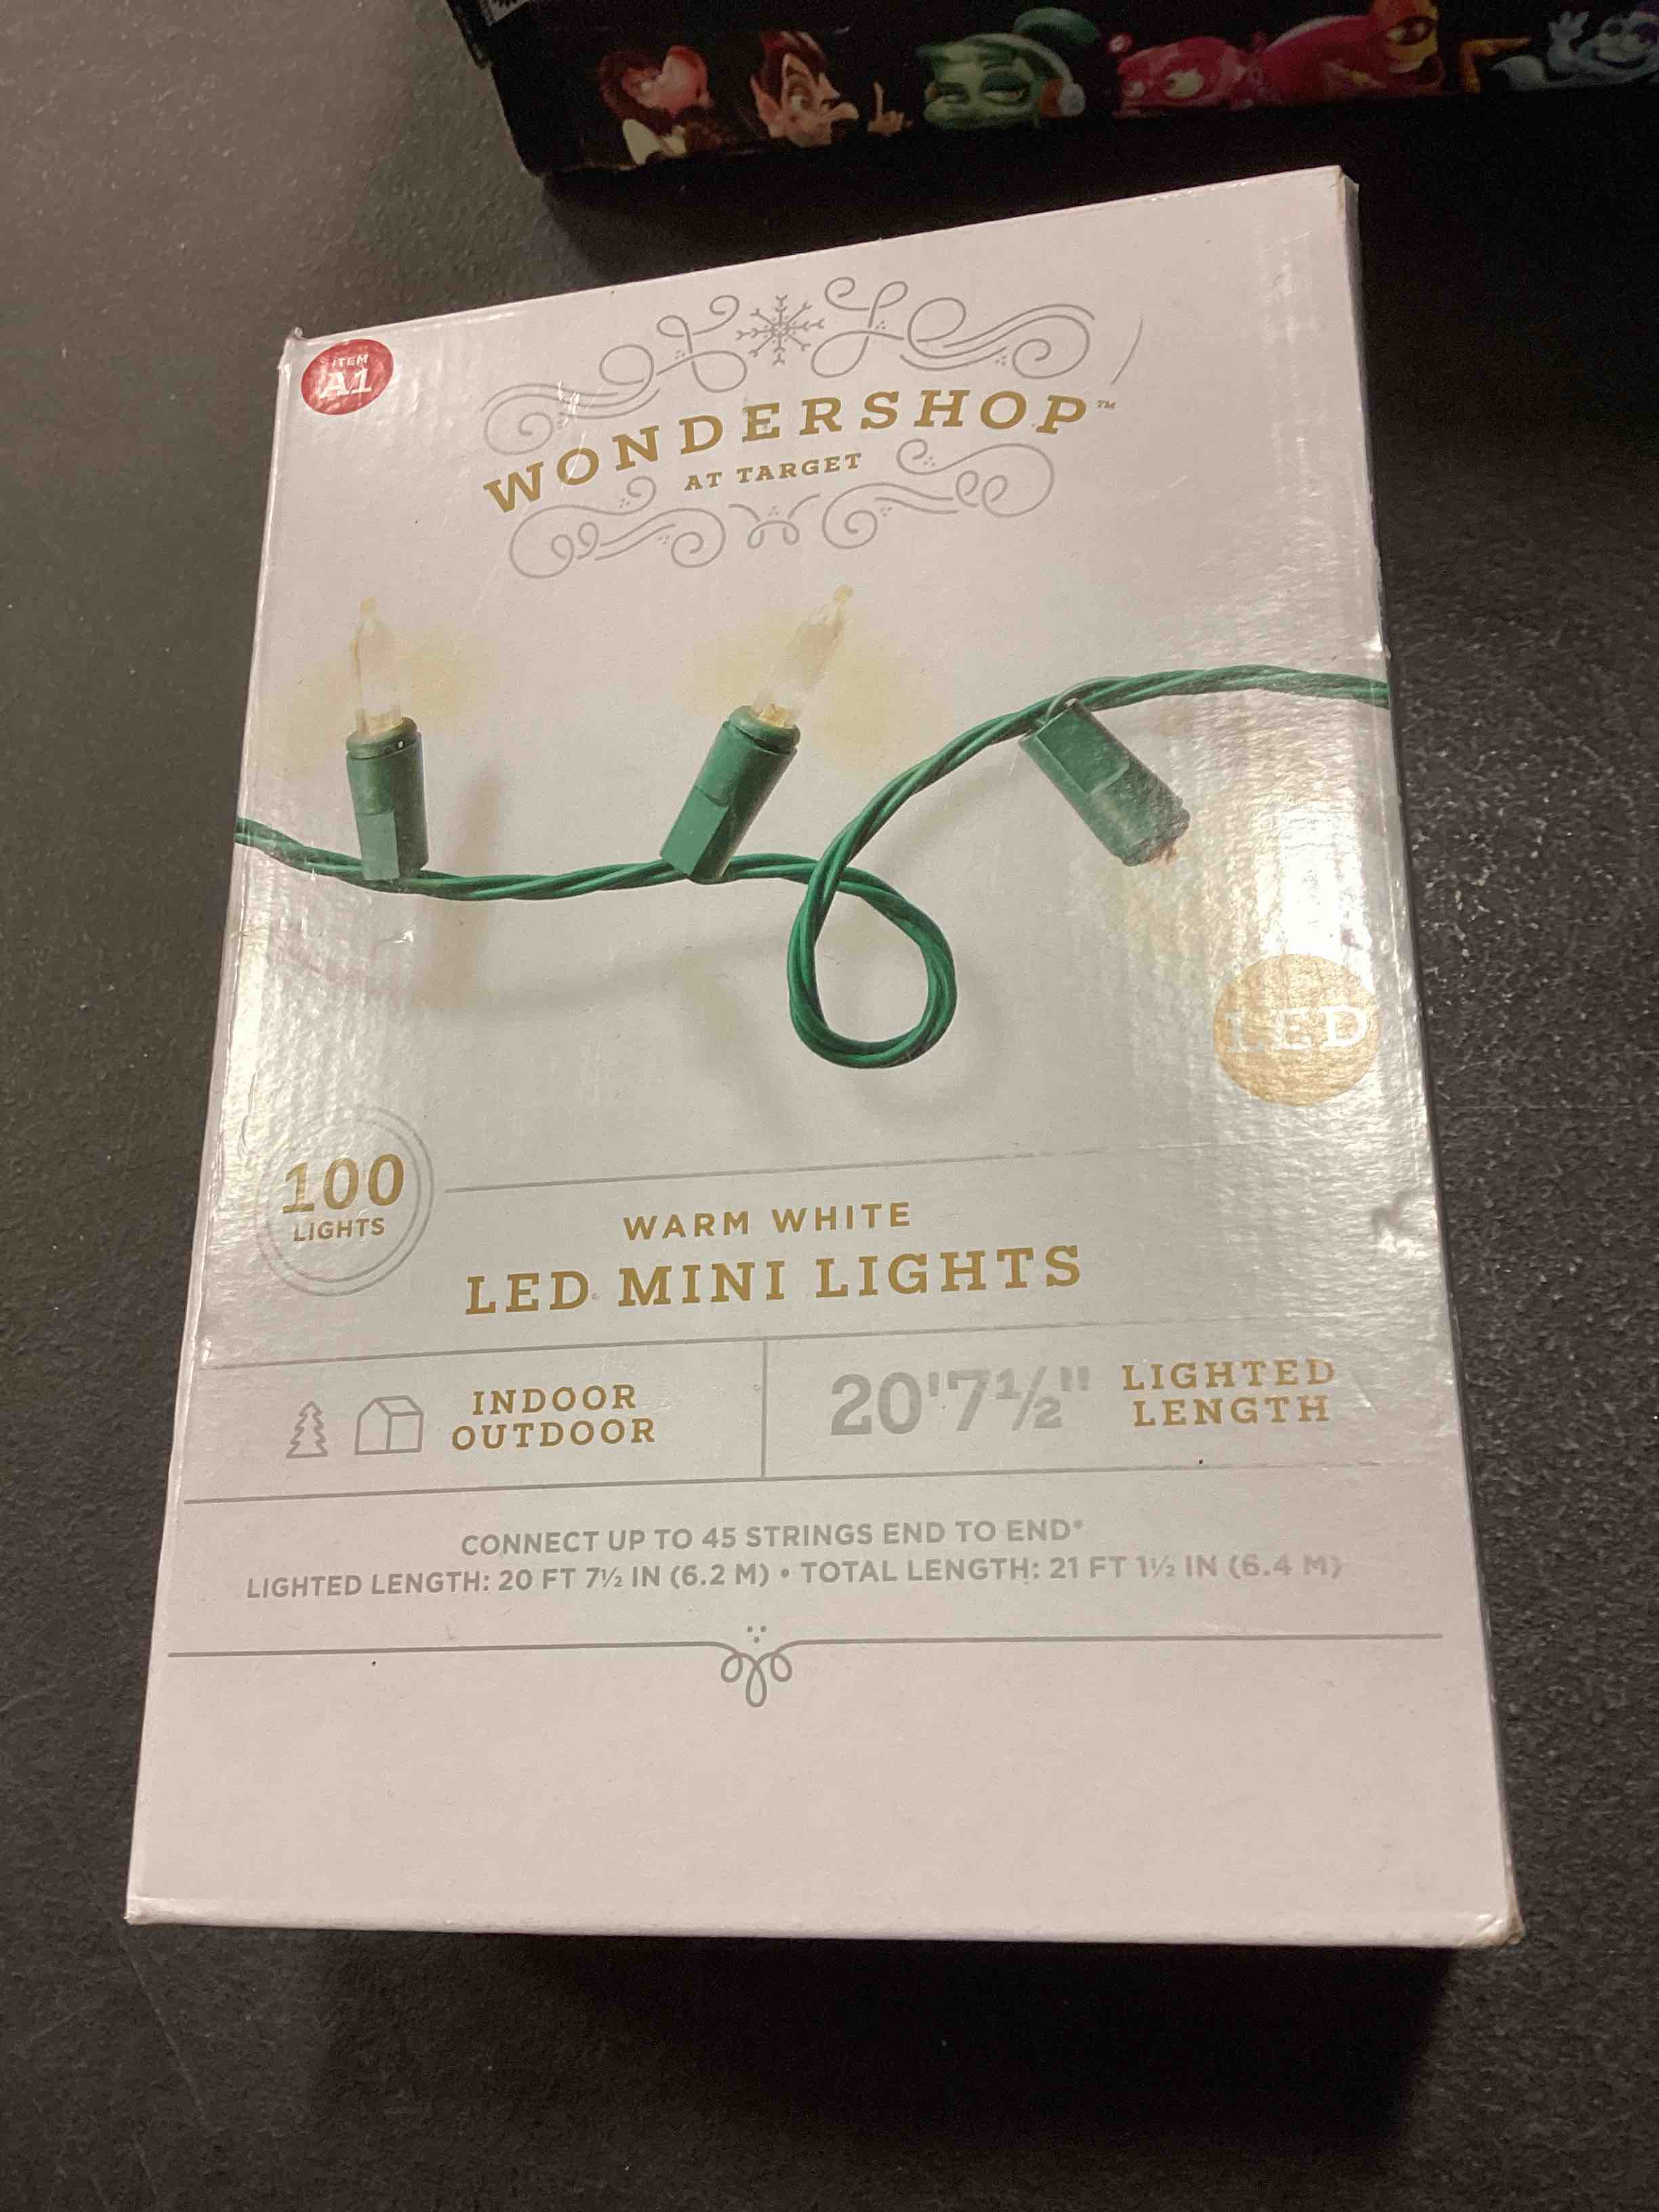 ITEM
A1
WONDERSHOP™
AT TARGET
LED
100
LIGHTS
WARM WHITE
LED MINI LIGHTS
INDOOR
OUTDOOR
20'7½"
LIGHTED
LENGTH
CONNECT UP TO 45 STRINGS END TO END*
LIGHTED LENGTH: 20 FT 7½ IN (6.2 M) • TOTAL LENGTH: 21 FT 1½ IN (6.4 M)